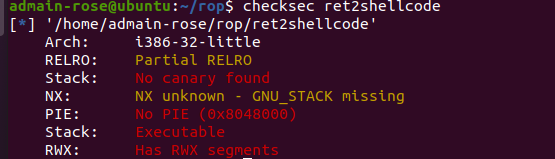 admain-rose@ubuntu:~/rop$ checksec ret2shellcode
[*] '/home/admain-rose/rop/ret2shellcode'
Arch: i386-32-little
RELRO: Partial RELRO
Stack: No canary found
NX: NX unknown - GNU_STACK missing
PIE: No PIE (0x8048000)
Stack: Executable
RWX: Has RWX segments